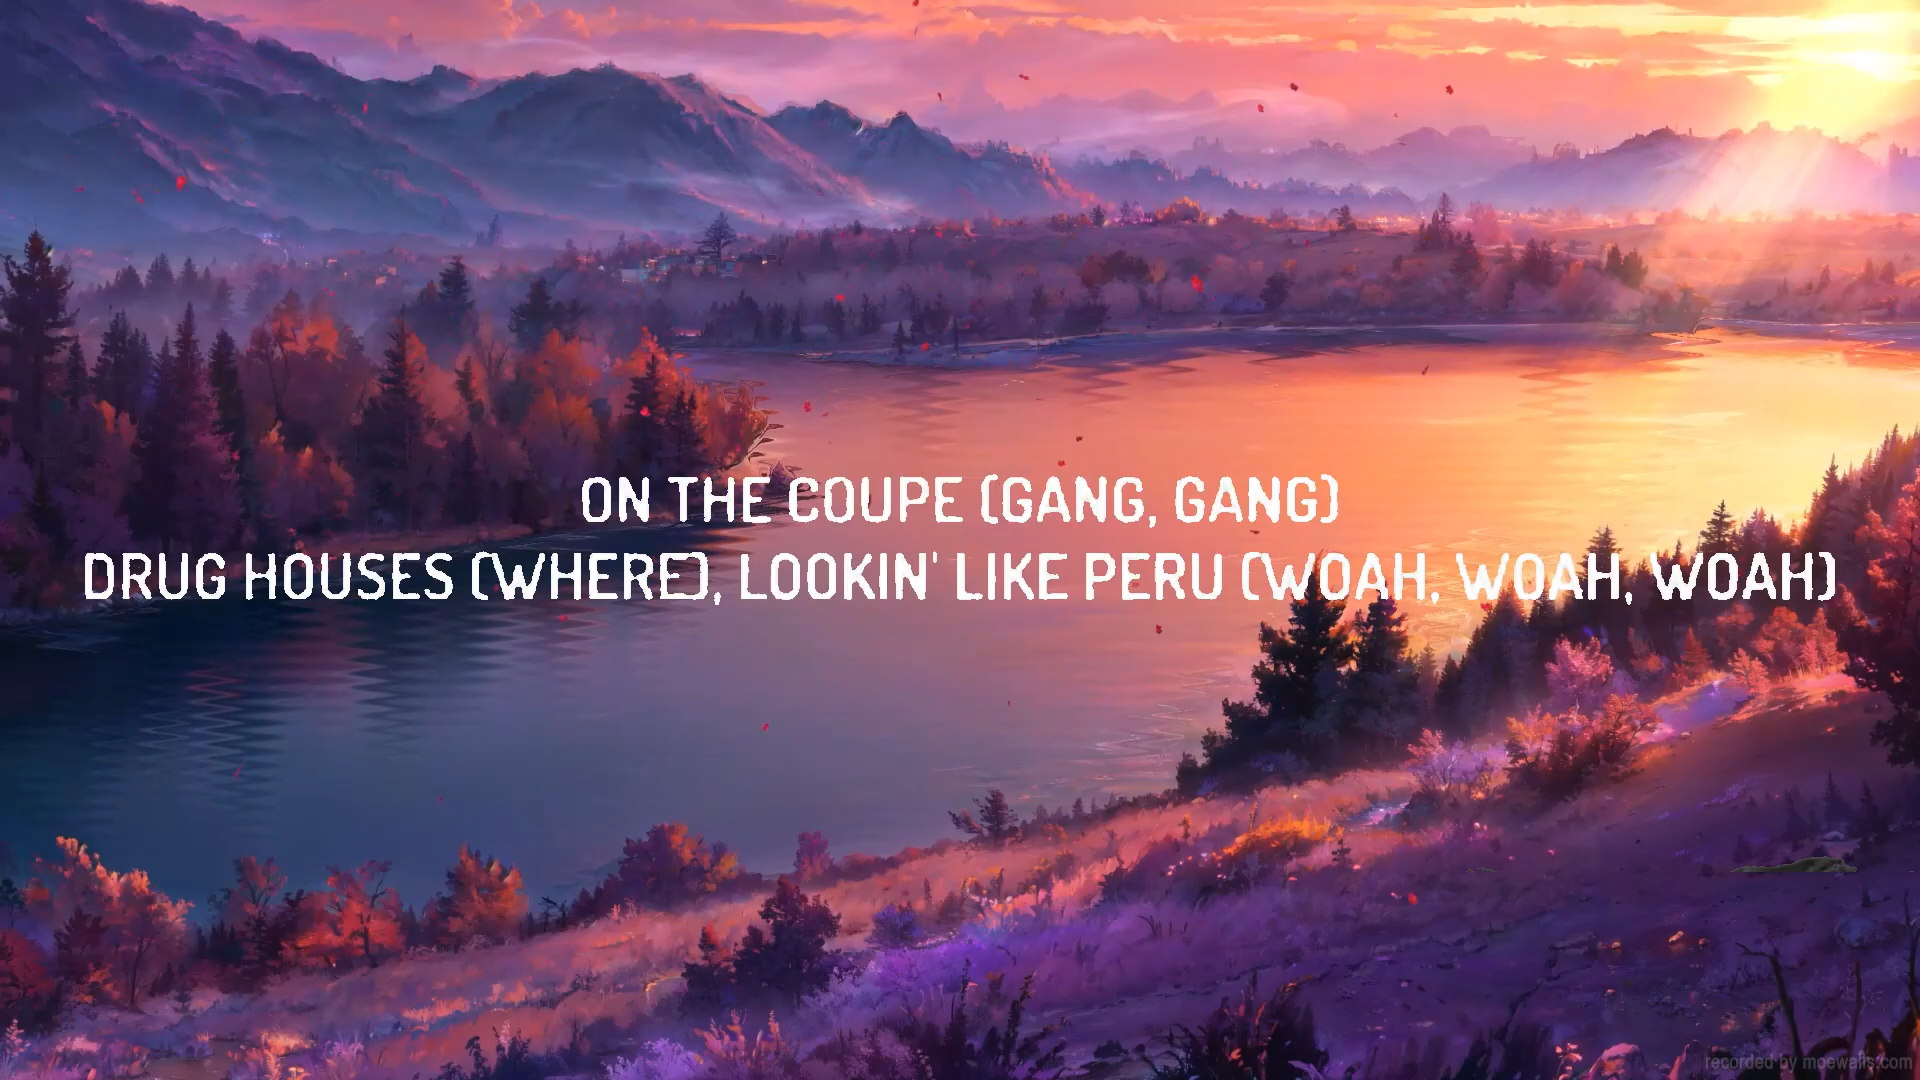 ON THE COUPE (GANG, GANG)
DRUG HOUSES (WHERE), LOOKIN' LIKE PERU (WOAH, WOAH, WOAH)
recorded by moewalls.com